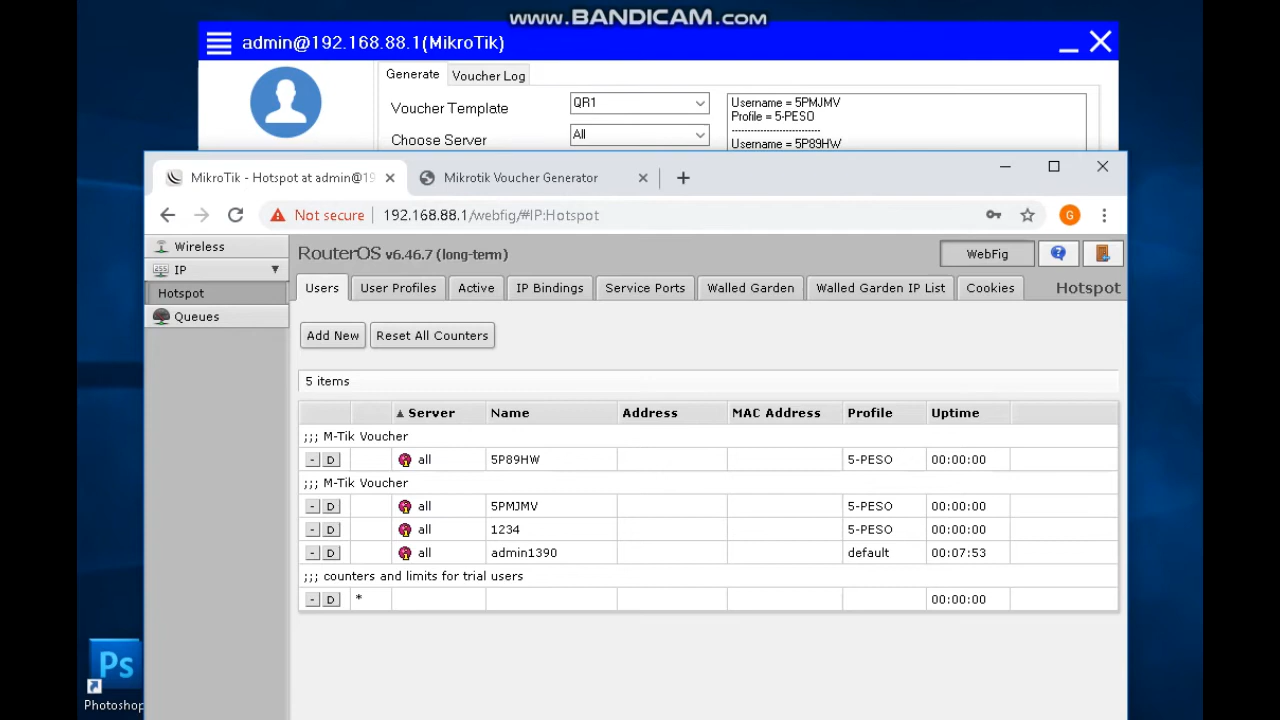 www.BANDICAM.com
admin@192.168.88.1(MikroTik)
Generate
Voucher Log
Voucher Template
QR1
Choose Server
All
Username = 5PMJMV
Profile = 5-PESO
---------------------------
Username = 5P89HW
MikroTik - Hotspot at admin@19
Mikrotik Voucher Generator
Not secure
192.168.88.1/webfig/#IP:Hotspot
G
Wireless
IP
Hotspot
Queues
RouterOS v6.46.7 (long-term)
WebFig
Users
User Profiles
Active
IP Bindings
Service Ports
Walled Garden
Walled Garden IP List
Cookies
Hotspot
Add New
Reset All Counters
5 items
▲ Server Name Address MAC Address Profile Uptime
;;; M-Tik Voucher
- D all 5P89HW 5-PESO 00:00:00
;;; M-Tik Voucher
- D all 5PMJMV 5-PESO 00:00:00
- D all 1234 5-PESO 00:00:00
- D all admin1390 default 00:07:53
;;; counters and limits for trial users
- D * 00:00:00
Ps
Photoshop